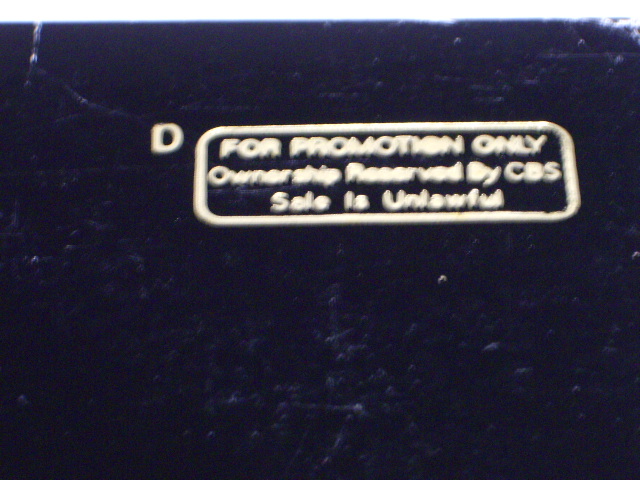 D
FOR PROMOTION ONLY
Ownership Reserved By CBS
Sale Is Unlawful